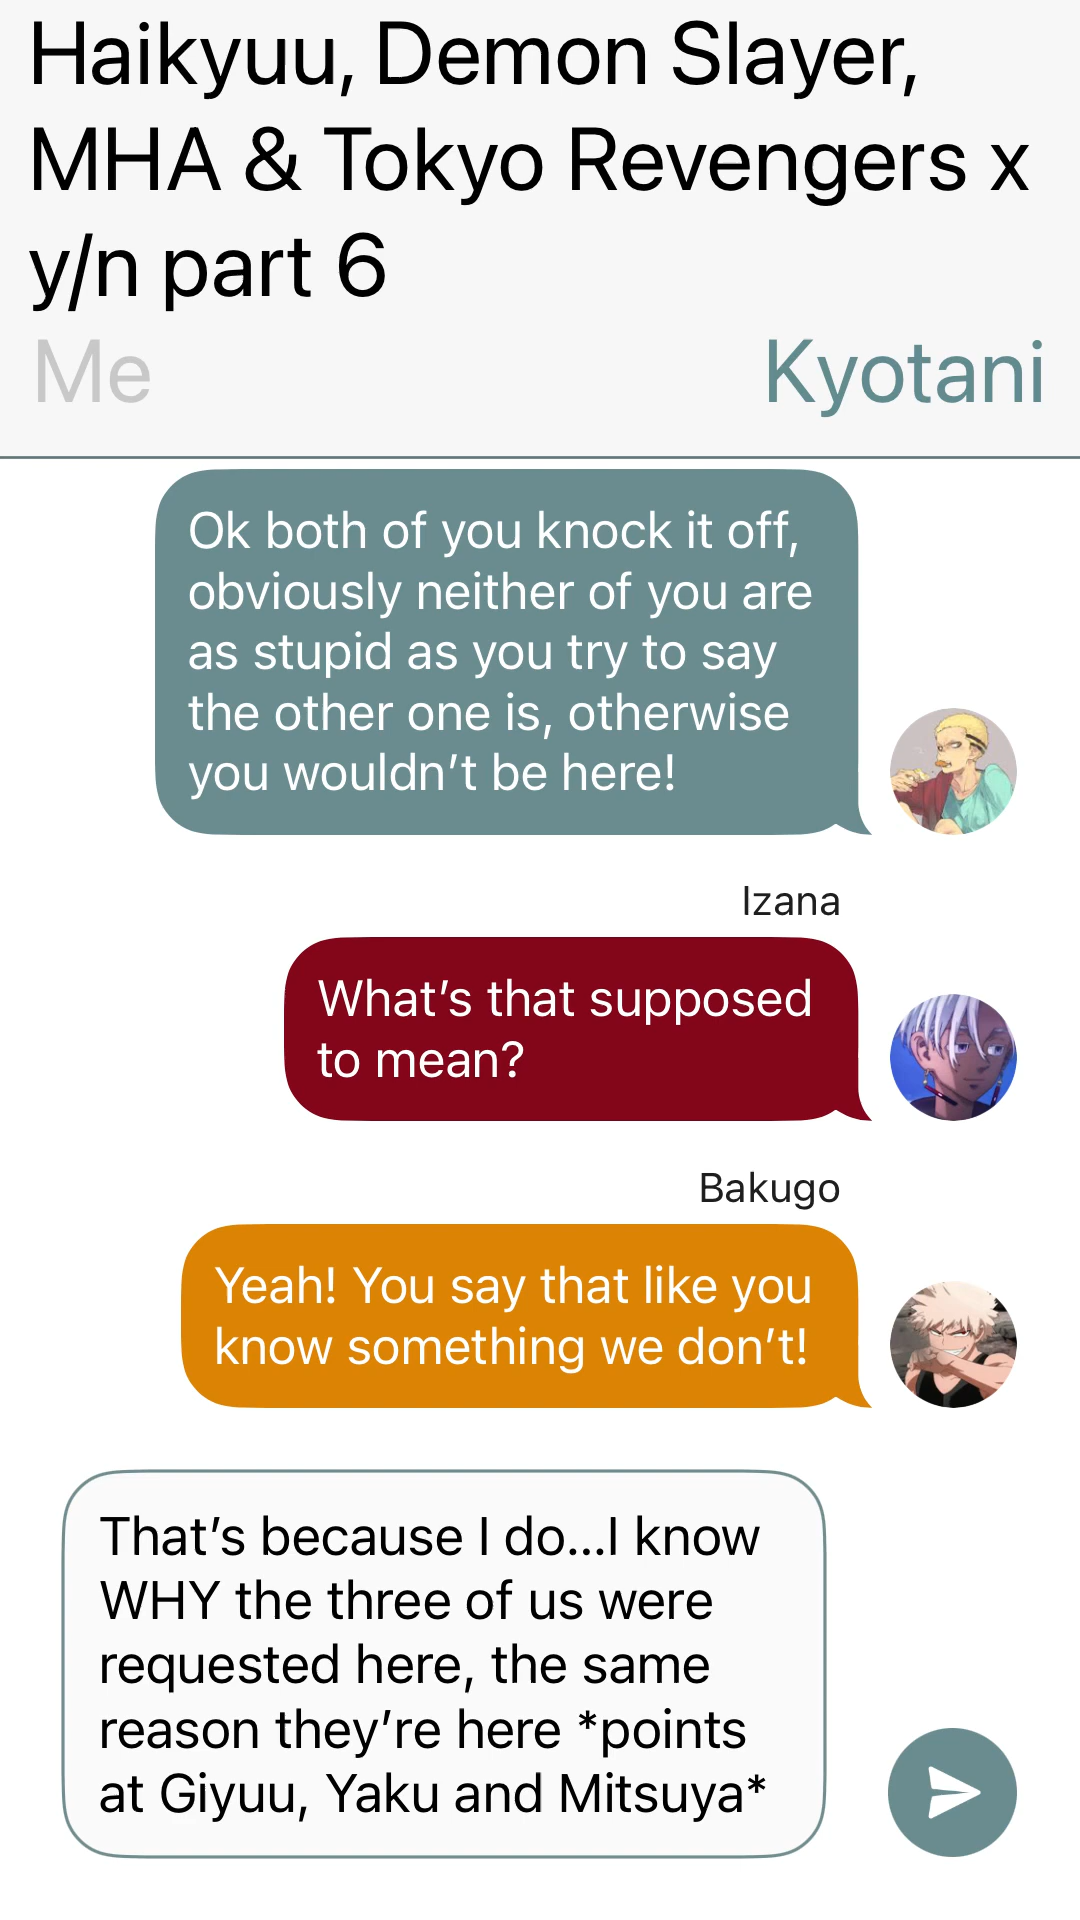 Haikyuu, Demon Slayer,
MHA & Tokyo Revengers x
y/n part 6
Me
Kyotani
Ok both of you knock it off,
obviously neither of you are
as stupid as you try to say
the other one is, otherwise
you wouldn’t be here!
Izana
What’s that supposed
to mean?
Bakugo
Yeah! You say that like you
know something we don’t!
That’s because I do...I know
WHY the three of us were
requested here, the same
reason they’re here *points
at Giyuu, Yaku and Mitsuya*